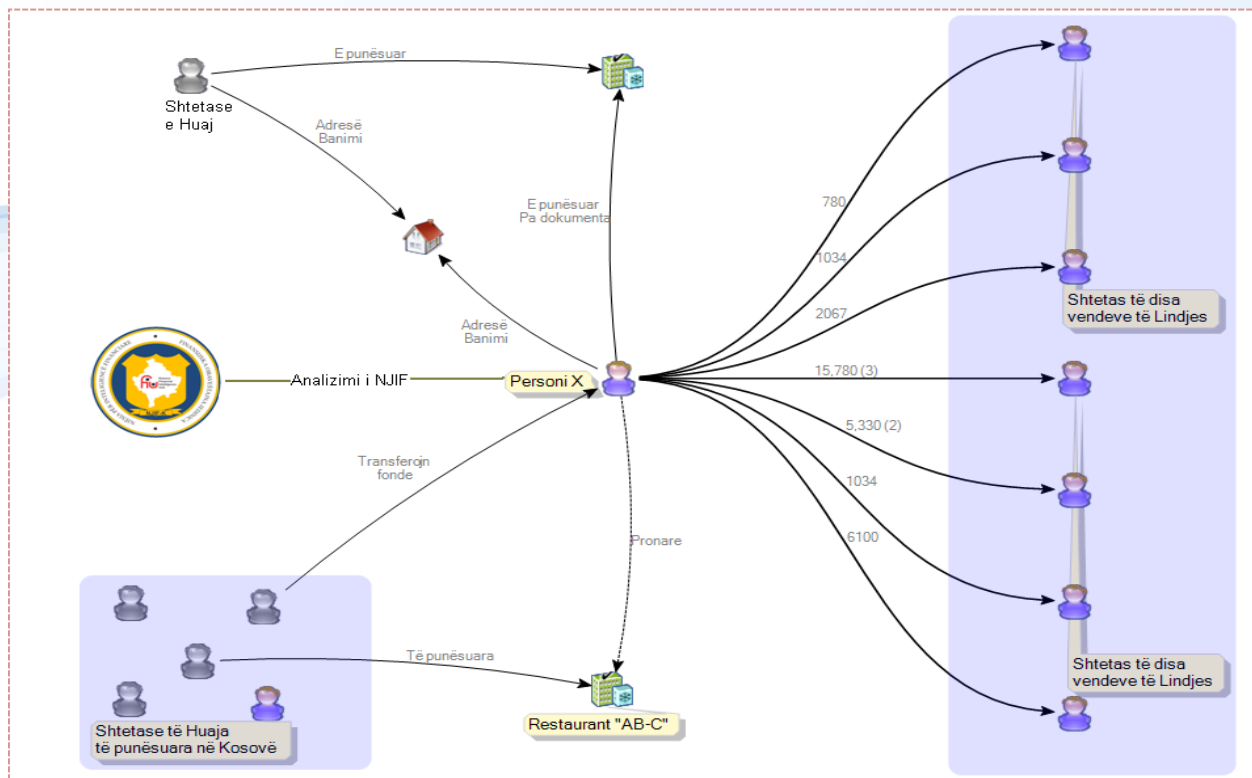 E punësuar
Shtetase
e Huaj
Adresë
Banimi
E punësuar
Pa dokumenta
780
1034
2067
Shtetas të disa
vendeve të Lindjes
Adresë
Banimi
Analizimi i NJIF
Personi X
15,780 (3)
5,330 (2)
1034
6100
Transferojn
fonde
Pronare
Të punësuara
Restaurant "AB-C"
Shtetas të disa
vendeve të Lindjes
Shtetase të Huaja
të punësuara në Kosovë